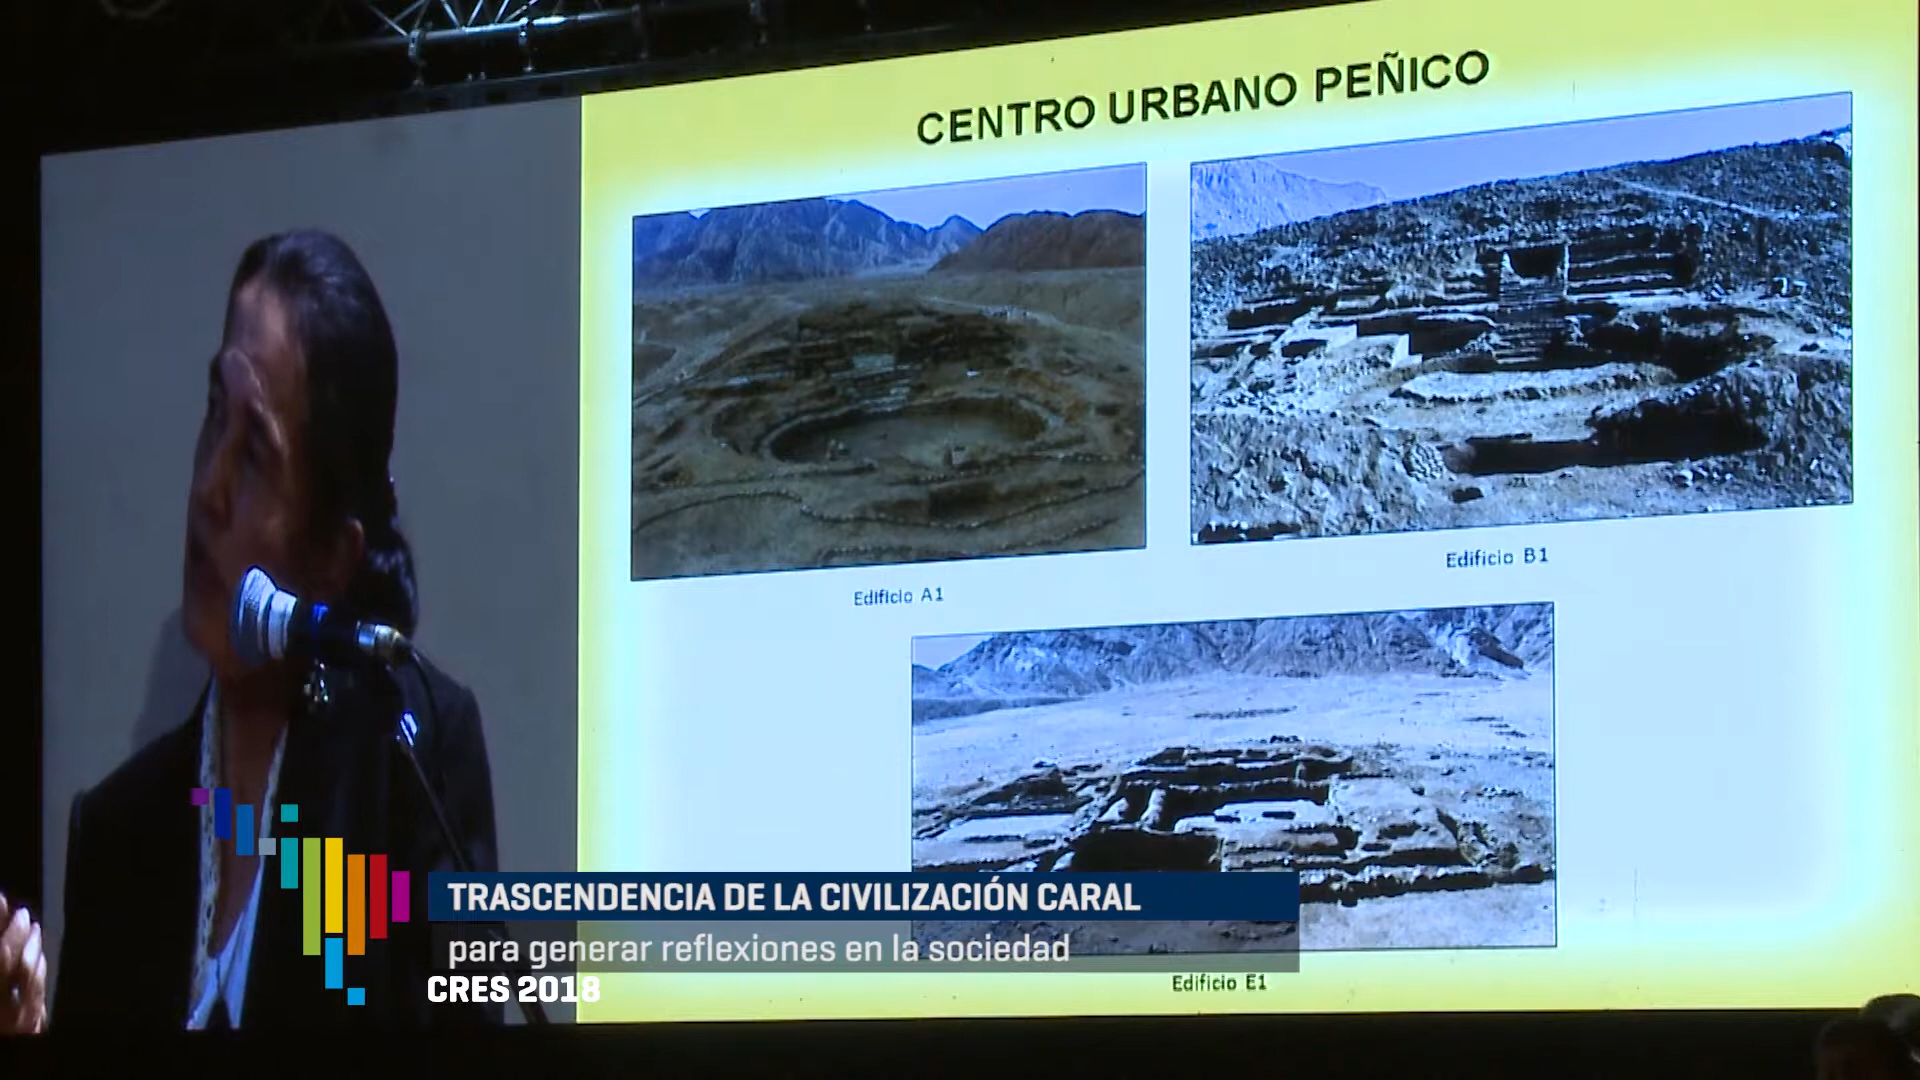 CENTRO URBANO PEÑICO
Edificio A1
Edificio B1
Edificio E1
TRASCENDENCIA DE LA CIVILIZACIÓN CARAL
para generar reflexiones en la sociedad
CRES 2018